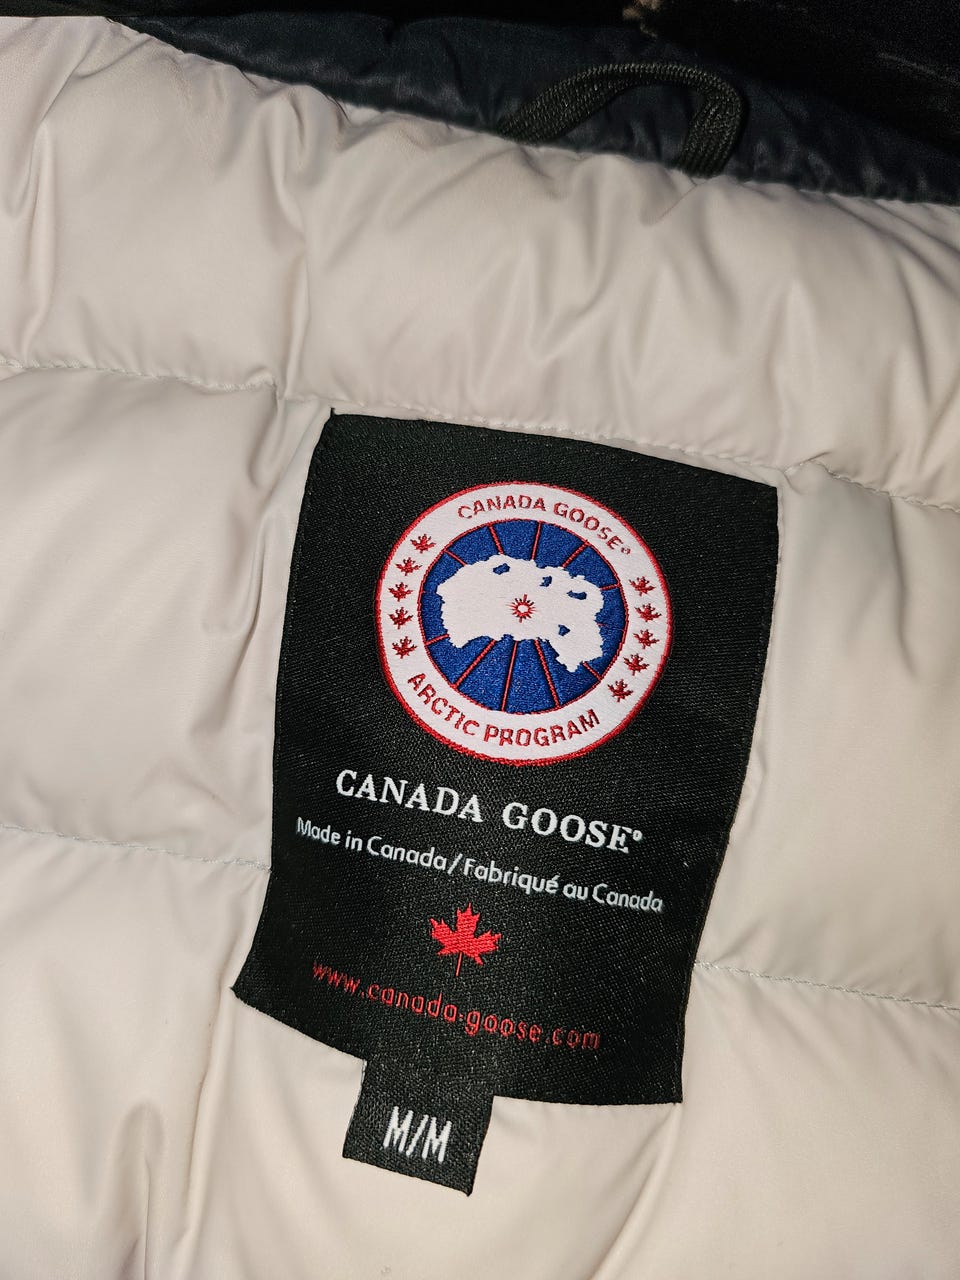 CANADA GOOSE®
ARCTIC PROGRAM
CANADA GOOSE®
Made in Canada/Fabriqué au Canada
www.canada-goose.com
M/M